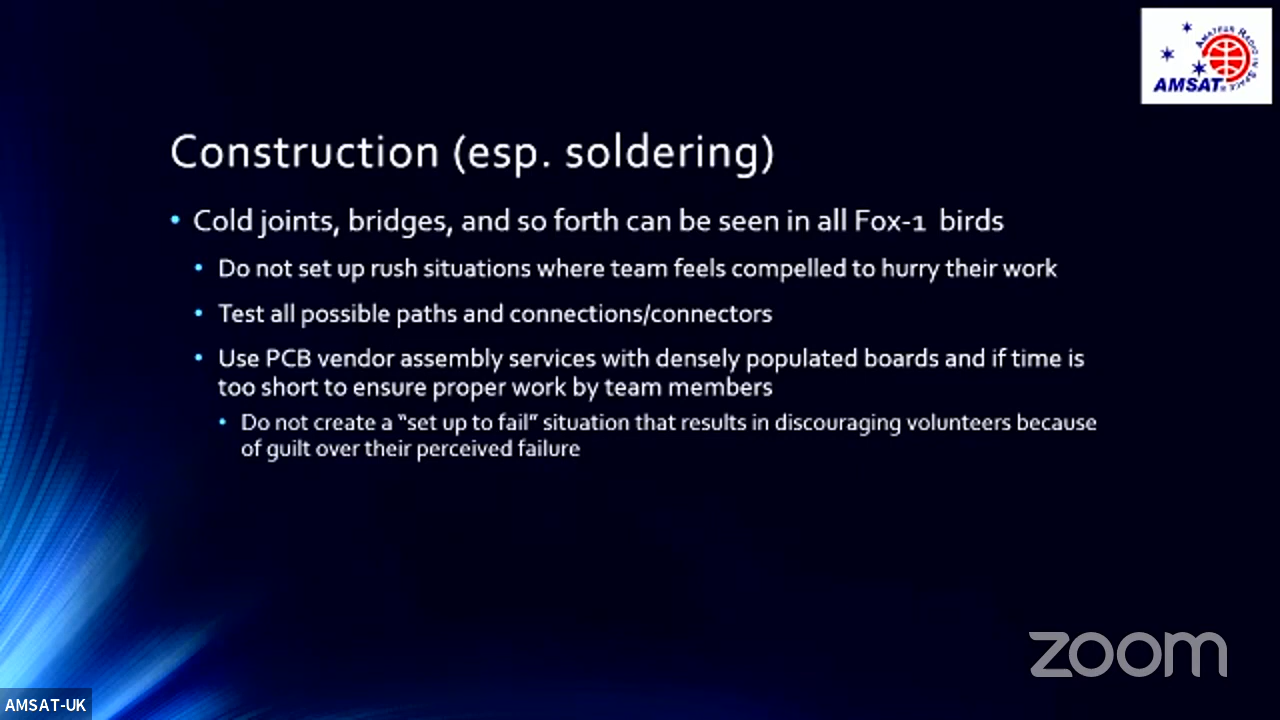 AMATEUR RADIO IN SPACE
AMSAT®
Construction (esp. soldering)
• Cold joints, bridges, and so forth can be seen in all Fox-1 birds
• Do not set up rush situations where team feels compelled to hurry their work
• Test all possible paths and connections/connectors
• Use PCB vendor assembly services with densely populated boards and if time is
too short to ensure proper work by team members
• Do not create a “set up to fail” situation that results in discouraging volunteers because
of guilt over their perceived failure
zoom
AMSAT-UK